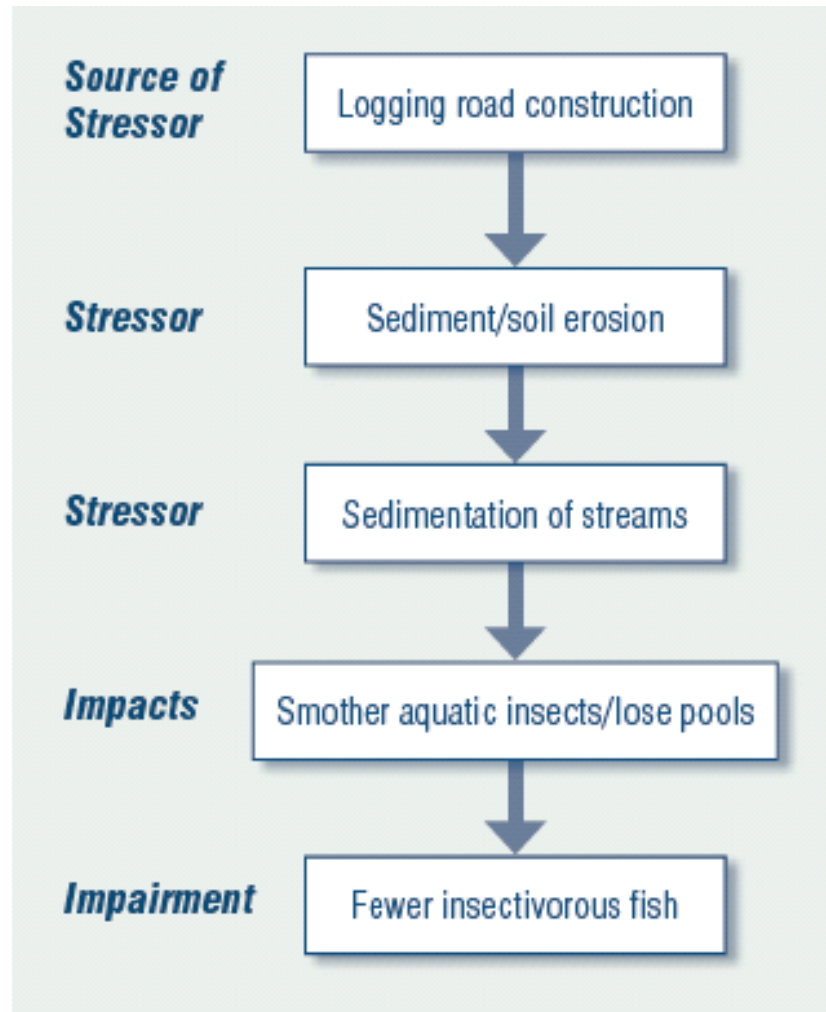 Source of
Stressor
Logging road construction
Stressor
Sediment/soil erosion
Stressor
Sedimentation of streams
Impacts
Smother aquatic insects/lose pools
Impairment
Fewer insectivorous fish